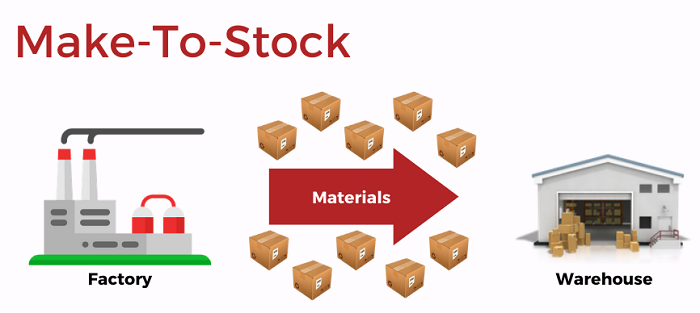 Make-To-Stock
Materials
Factory
Warehouse